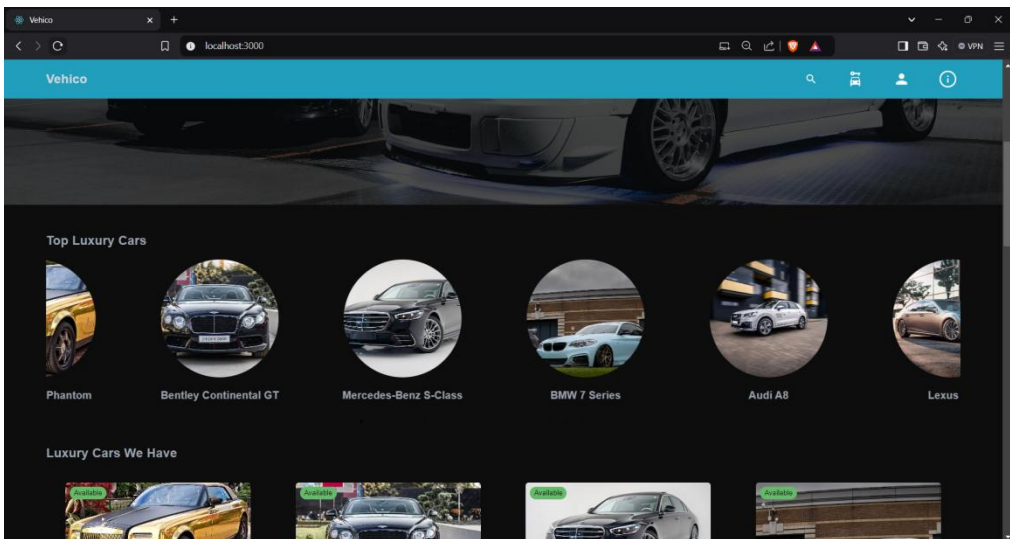 Vehico
localhost:3000
VPN
Vehico
Top Luxury Cars
Phantom
Bentley Continental GT
Mercedes-Benz S-Class
BMW 7 Series
Audi A8
Lexus
Luxury Cars We Have
Available
Available
Available
Available